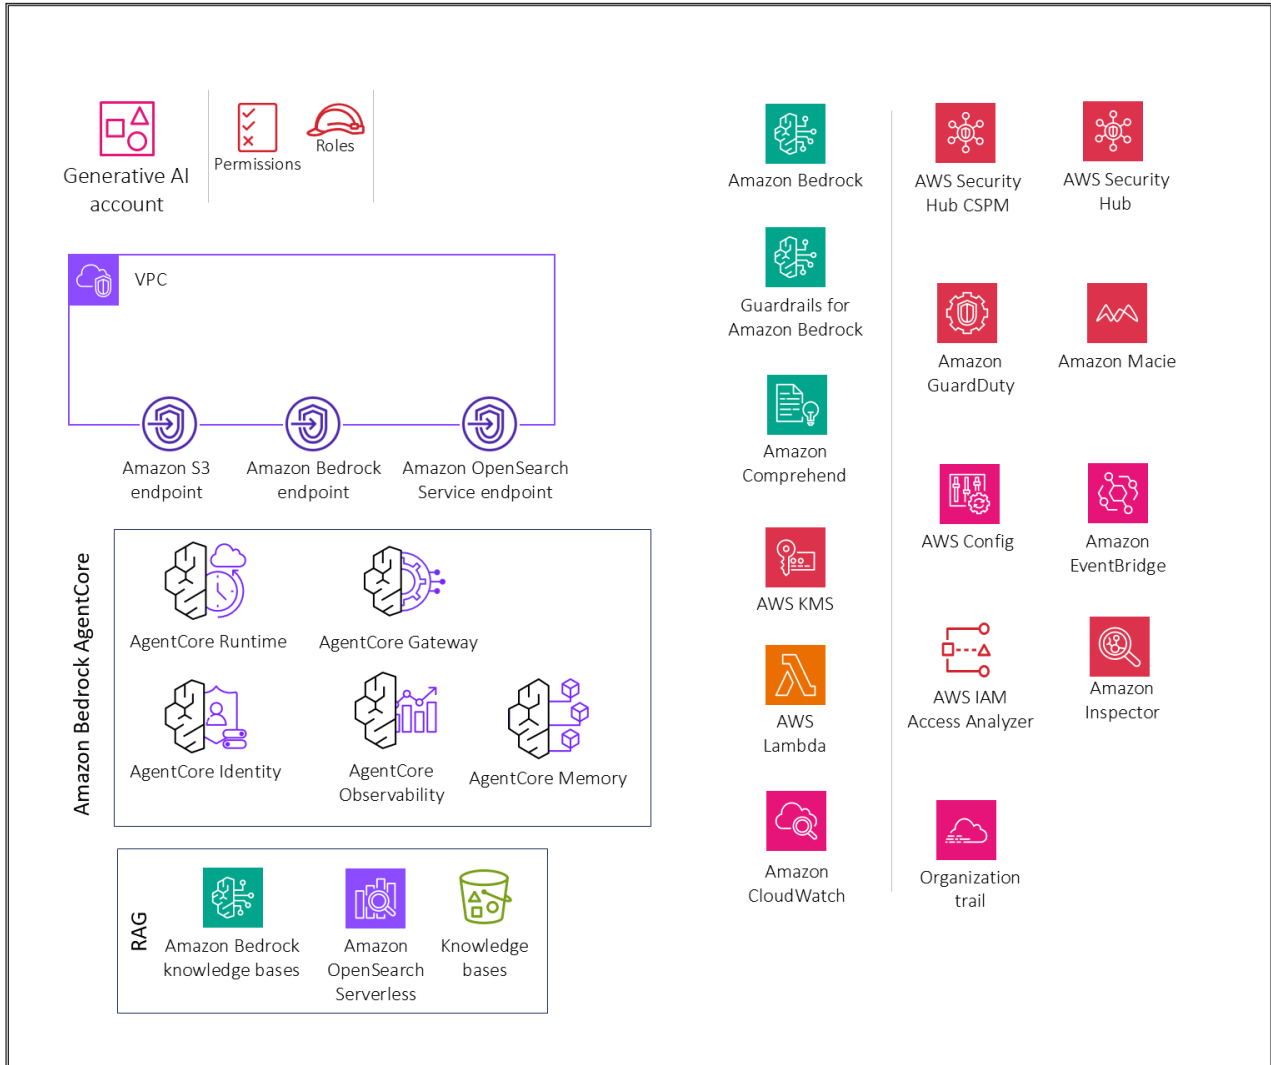 Generative AI
account
Permissions
Roles
VPC
Amazon S3
endpoint
Amazon Bedrock
endpoint
Amazon OpenSearch
Service endpoint
Amazon Bedrock AgentCore
AgentCore Runtime
AgentCore Gateway
AgentCore Identity
AgentCore
Observability
AgentCore Memory
RAG
Amazon Bedrock
knowledge bases
Amazon
OpenSearch
Serverless
Knowledge
bases
Amazon Bedrock
Guardrails for
Amazon Bedrock
Amazon
Comprehend
AWS KMS
AWS
Lambda
Amazon
CloudWatch
AWS Security
Hub CSPM
AWS Security
Hub
Amazon
GuardDuty
Amazon Macie
AWS Config
Amazon
EventBridge
AWS IAM
Access Analyzer
Amazon
Inspector
Organization
trail